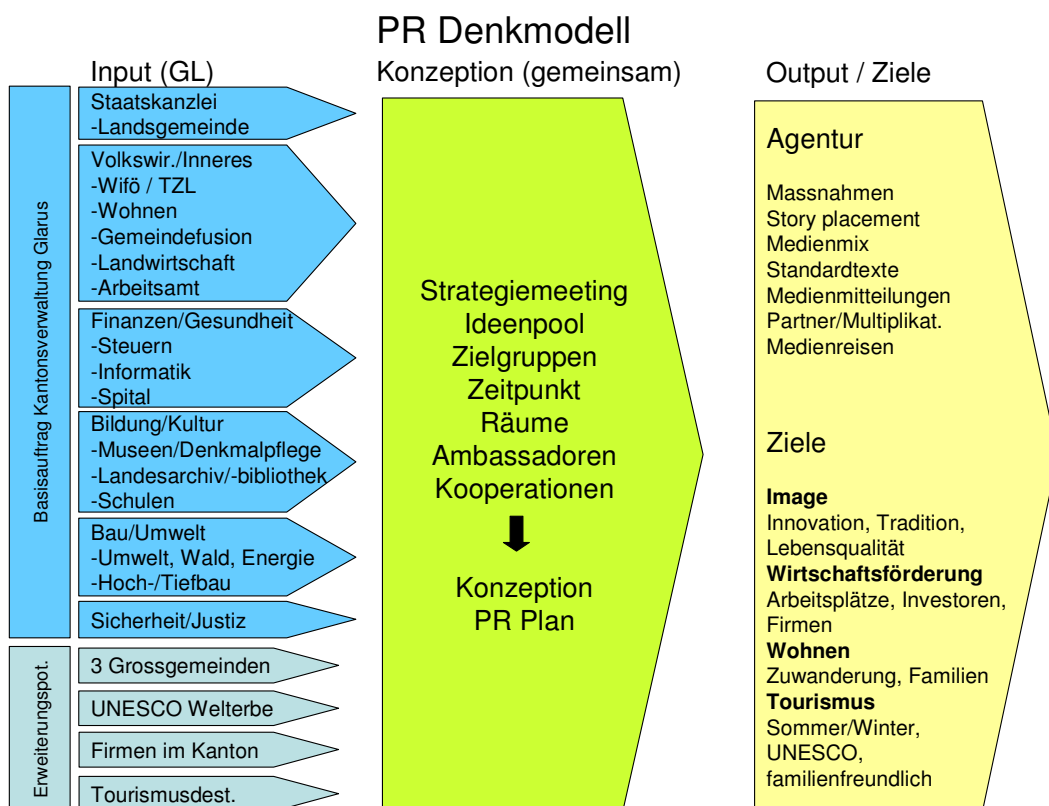 PR Denkmodell
Input (GL)
Konzeption (gemeinsam)
Output / Ziele
Basisauftrag Kantonsverwaltung Glarus
Staatskanzlei
-Landsgemeinde
Volkswir./Inneres
-Wifö / TZL
-Wohnen
-Gemeindefusion
-Landwirtschaft
-Arbeitsamt
Finanzen/Gesundheit
-Steuern
-Informatik
-Spital
Bildung/Kultur
-Museen/Denkmalpflege
-Landesarchiv/-bibliothek
-Schulen
Bau/Umwelt
-Umwelt, Wald, Energie
-Hoch-/Tiefbau
Sicherheit/Justiz
Erweiterungspot.
3 Grossgemeinden
UNESCO Welterbe
Firmen im Kanton
Tourismusdest.
Strategiemeeting
Ideenpool
Zielgruppen
Zeitpunkt
Räume
Ambassadoren
Kooperationen
Konzeption
PR Plan
Agentur
Massnahmen
Story placement
Medienmix
Standardtexte
Medienmitteilungen
Partner/Multiplikat.
Medienreisen
Ziele
Image
Innovation, Tradition,
Lebensqualität
Wirtschaftsförderung
Arbeitsplätze, Investoren,
Firmen
Wohnen
Zuwanderung, Familien
Tourismus
Sommer/Winter,
UNESCO,
familienfreundlich